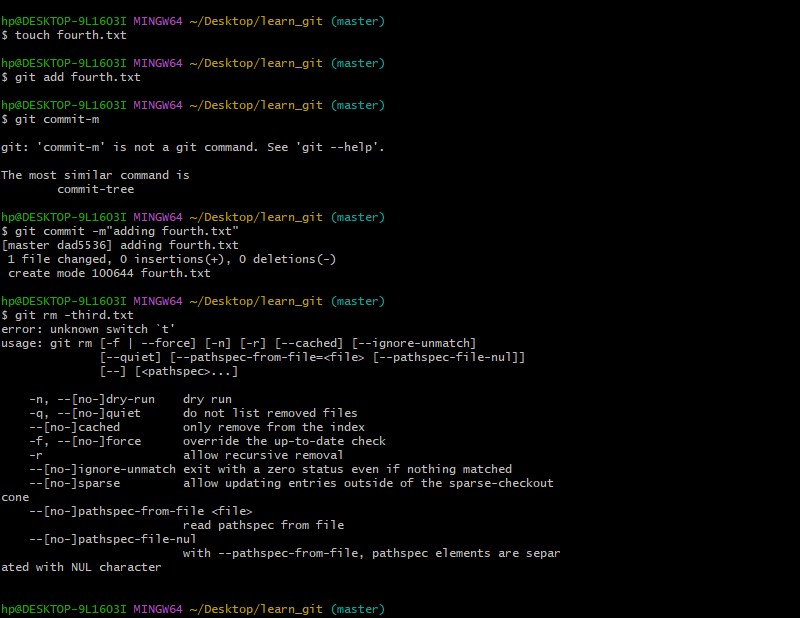 hp@DESKTOP-9L16O3I MINGW64 ~/Desktop/learn_git (master)
$ touch fourth.txt
hp@DESKTOP-9L16O3I MINGW64 ~/Desktop/learn_git (master)
$ git add fourth.txt
hp@DESKTOP-9L16O3I MINGW64 ~/Desktop/learn_git (master)
$ git commit-m
git: 'commit-m' is not a git command. See 'git --help'.
The most similar command is
        commit-tree
hp@DESKTOP-9L16O3I MINGW64 ~/Desktop/learn_git (master)
$ git commit -m"adding fourth.txt"
[master dad5536] adding fourth.txt
 1 file changed, 0 insertions(+), 0 deletions(-)
 create mode 100644 fourth.txt
hp@DESKTOP-9L16O3I MINGW64 ~/Desktop/learn_git (master)
$ git rm -third.txt
error: unknown switch `t'
usage: git rm [-f | --force] [-n] [-r] [--cached] [--ignore-unmatch]
              [--quiet] [--pathspec-from-file=<file> [--pathspec-file-nul]]
              [--] [<pathspec>...]
    -n, --[no-]dry-run    dry run
    -q, --[no-]quiet      do not list removed files
    --[no-]cached         only remove from the index
    -f, --[no-]force      override the up-to-date check
    -r                    allow recursive removal
    --[no-]ignore-unmatch exit with a zero status even if nothing matched
    --[no-]sparse         allow updating entries outside of the sparse-checkout
cone
    --[no-]pathspec-from-file <file>
                          read pathspec from file
    --[no-]pathspec-file-nul
                          with --pathspec-from-file, pathspec elements are separ
ated with NUL character
hp@DESKTOP-9L16O3I MINGW64 ~/Desktop/learn_git (master)